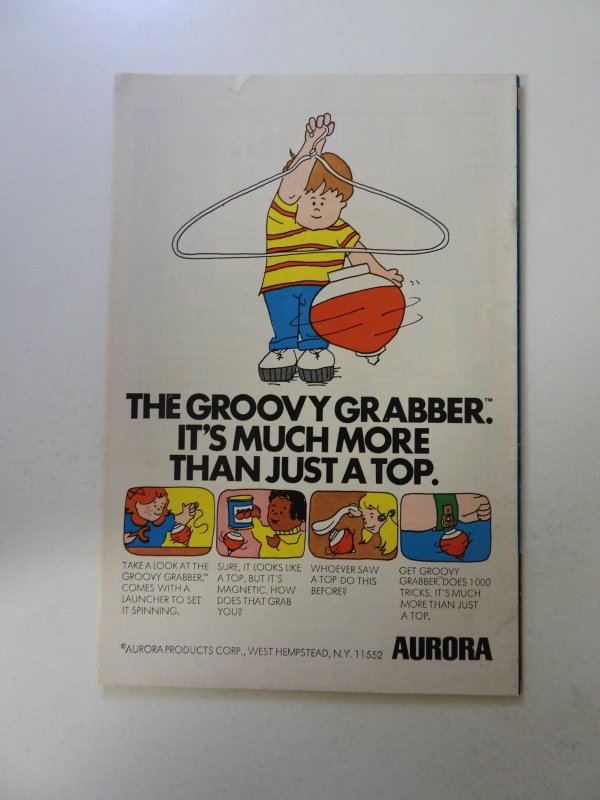 THE GROOVY GRABBER.™
IT'S MUCH MORE
THAN JUST A TOP.
TAKE A LOOK AT THE
GROOVY GRABBER.™
COMES WITH A
LAUNCHER TO SET
IT SPINNING.
SURE, IT LOOKS LIKE
A TOP. BUT IT'S
MAGNETIC. HOW
DOES THAT GRAB
YOU?
WHOEVER SAW
A TOP DO THIS
BEFORE?
GET GROOVY
GRABBER.™DOES 1000
TRICKS. IT'S MUCH
MORE THAN JUST
A TOP.
©AURORA PRODUCTS CORP., WEST HEMPSTEAD, N.Y. 11552
AURORA